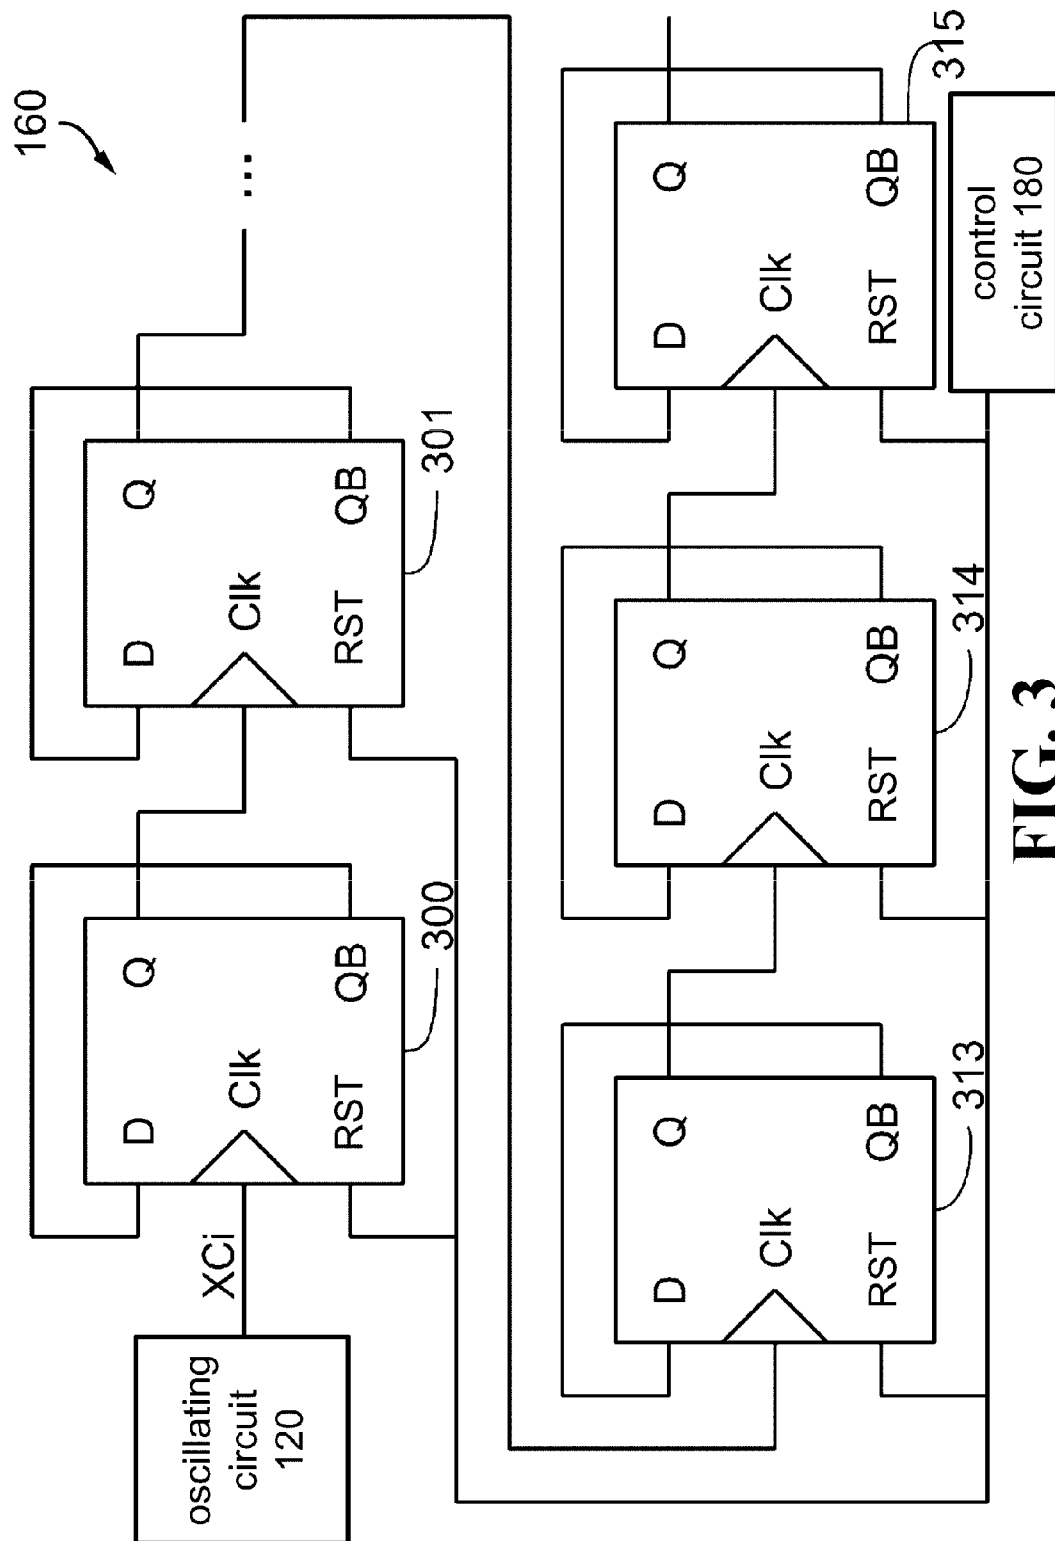 160
oscillating
circuit
120
XCi
D
Q
Clk
RST
QB
300
D
Q
Clk
RST
QB
301
...
D
Q
Clk
RST
QB
313
D
Q
Clk
RST
QB
314
D
Q
Clk
RST
QB
315
control
circuit 180
FIG. 3